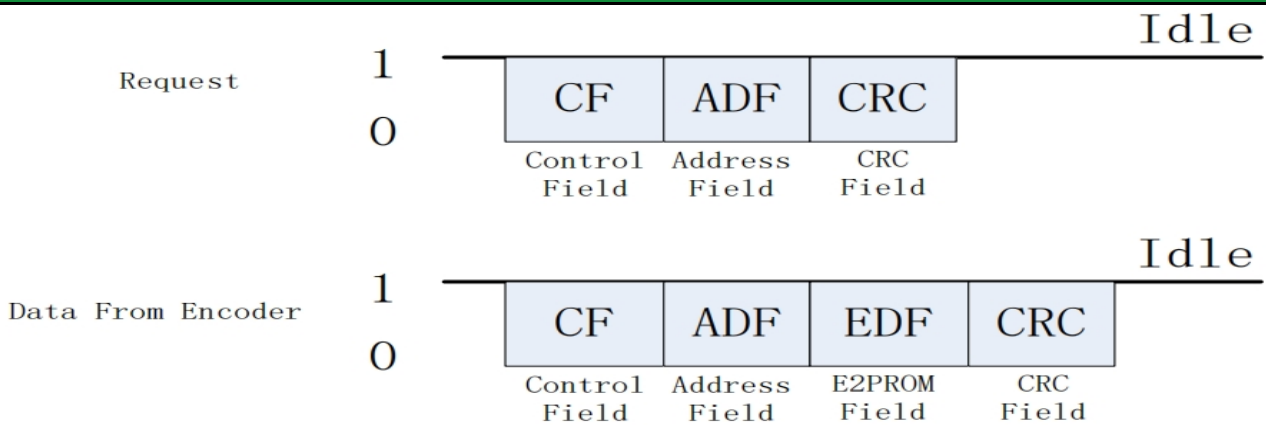 Idle
Request
1
0
CF ADF CRC
Control Address CRC
Field Field Field
Idle
Data From Encoder
1
0
CF ADF EDF CRC
Control Address E2PROM CRC
Field Field Field Field